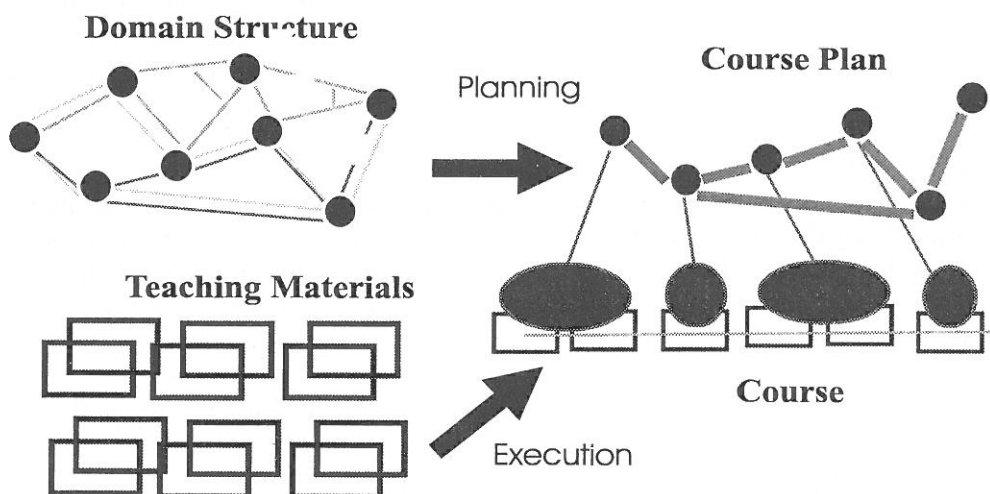 Domain Structure
Planning
Course Plan
Teaching Materials
Course
Execution